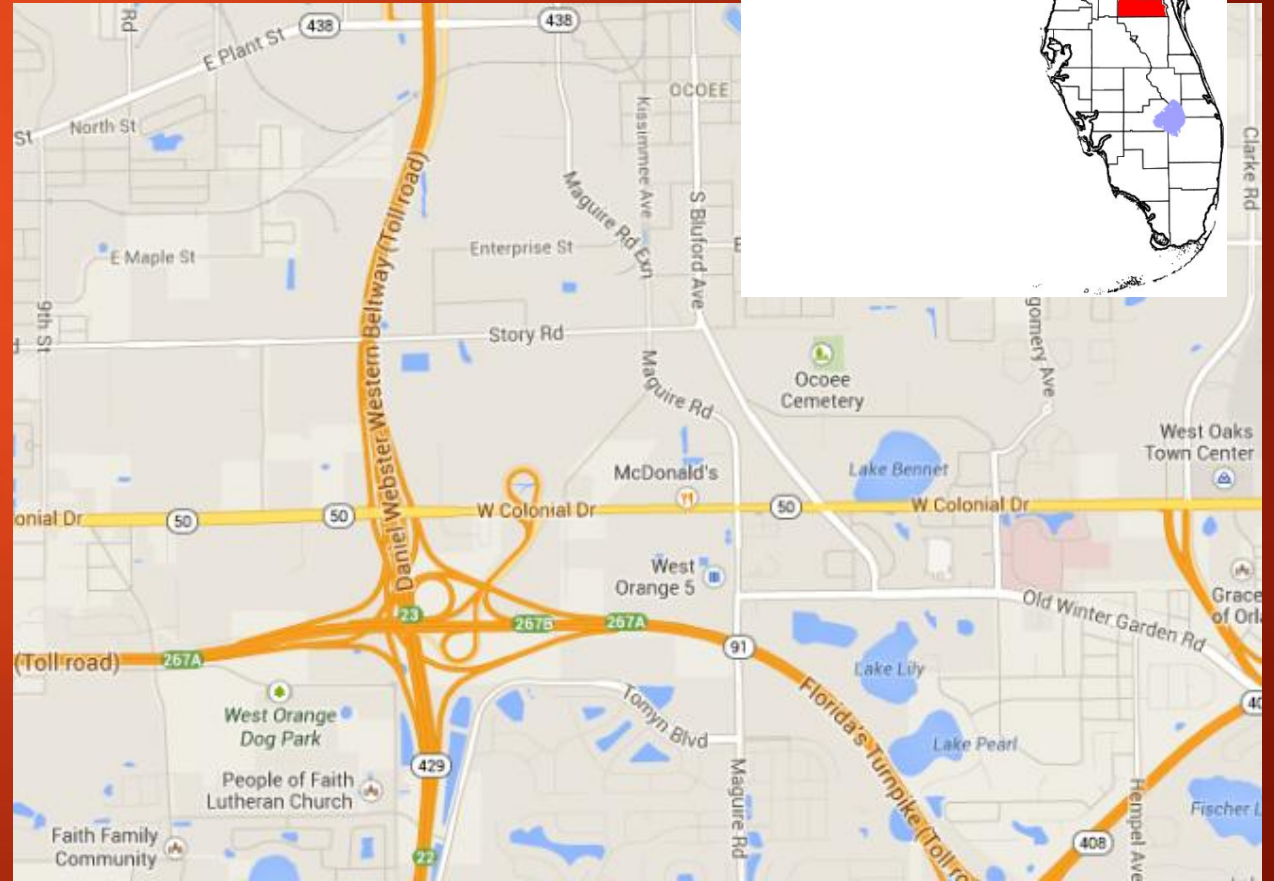 Rd
438
438
E Plant St
OCOEE
North St
St
Kissimmee Ave
Clarke Rd
Daniel Webster Western Beltway (Toll road)
Maguire Rd Exn
S Bluford Ave
E Maple St
Enterprise St
9th St
Story Rd
gomery Ave
Maguire Rd
Ocoee
Cemetery
West Oaks
Town Center
McDonald's
Lake Bennet
onial Dr
50
50
W Colonial Dr
50
W Colonial Dr
West
Orange 5
Grace
of Orl
23
267B
267A
Old Winter Garden Rd
(Toll road)
267A
91
Lake Lily
West Orange
Dog Park
Tomyn Blvd
Florida's Turnpike (Toll ro
40
Lake Pearl
429
People of Faith
Lutheran Church
Maguire Rd
Hempel Ave
Fischer L
Faith Family
Community
22
408